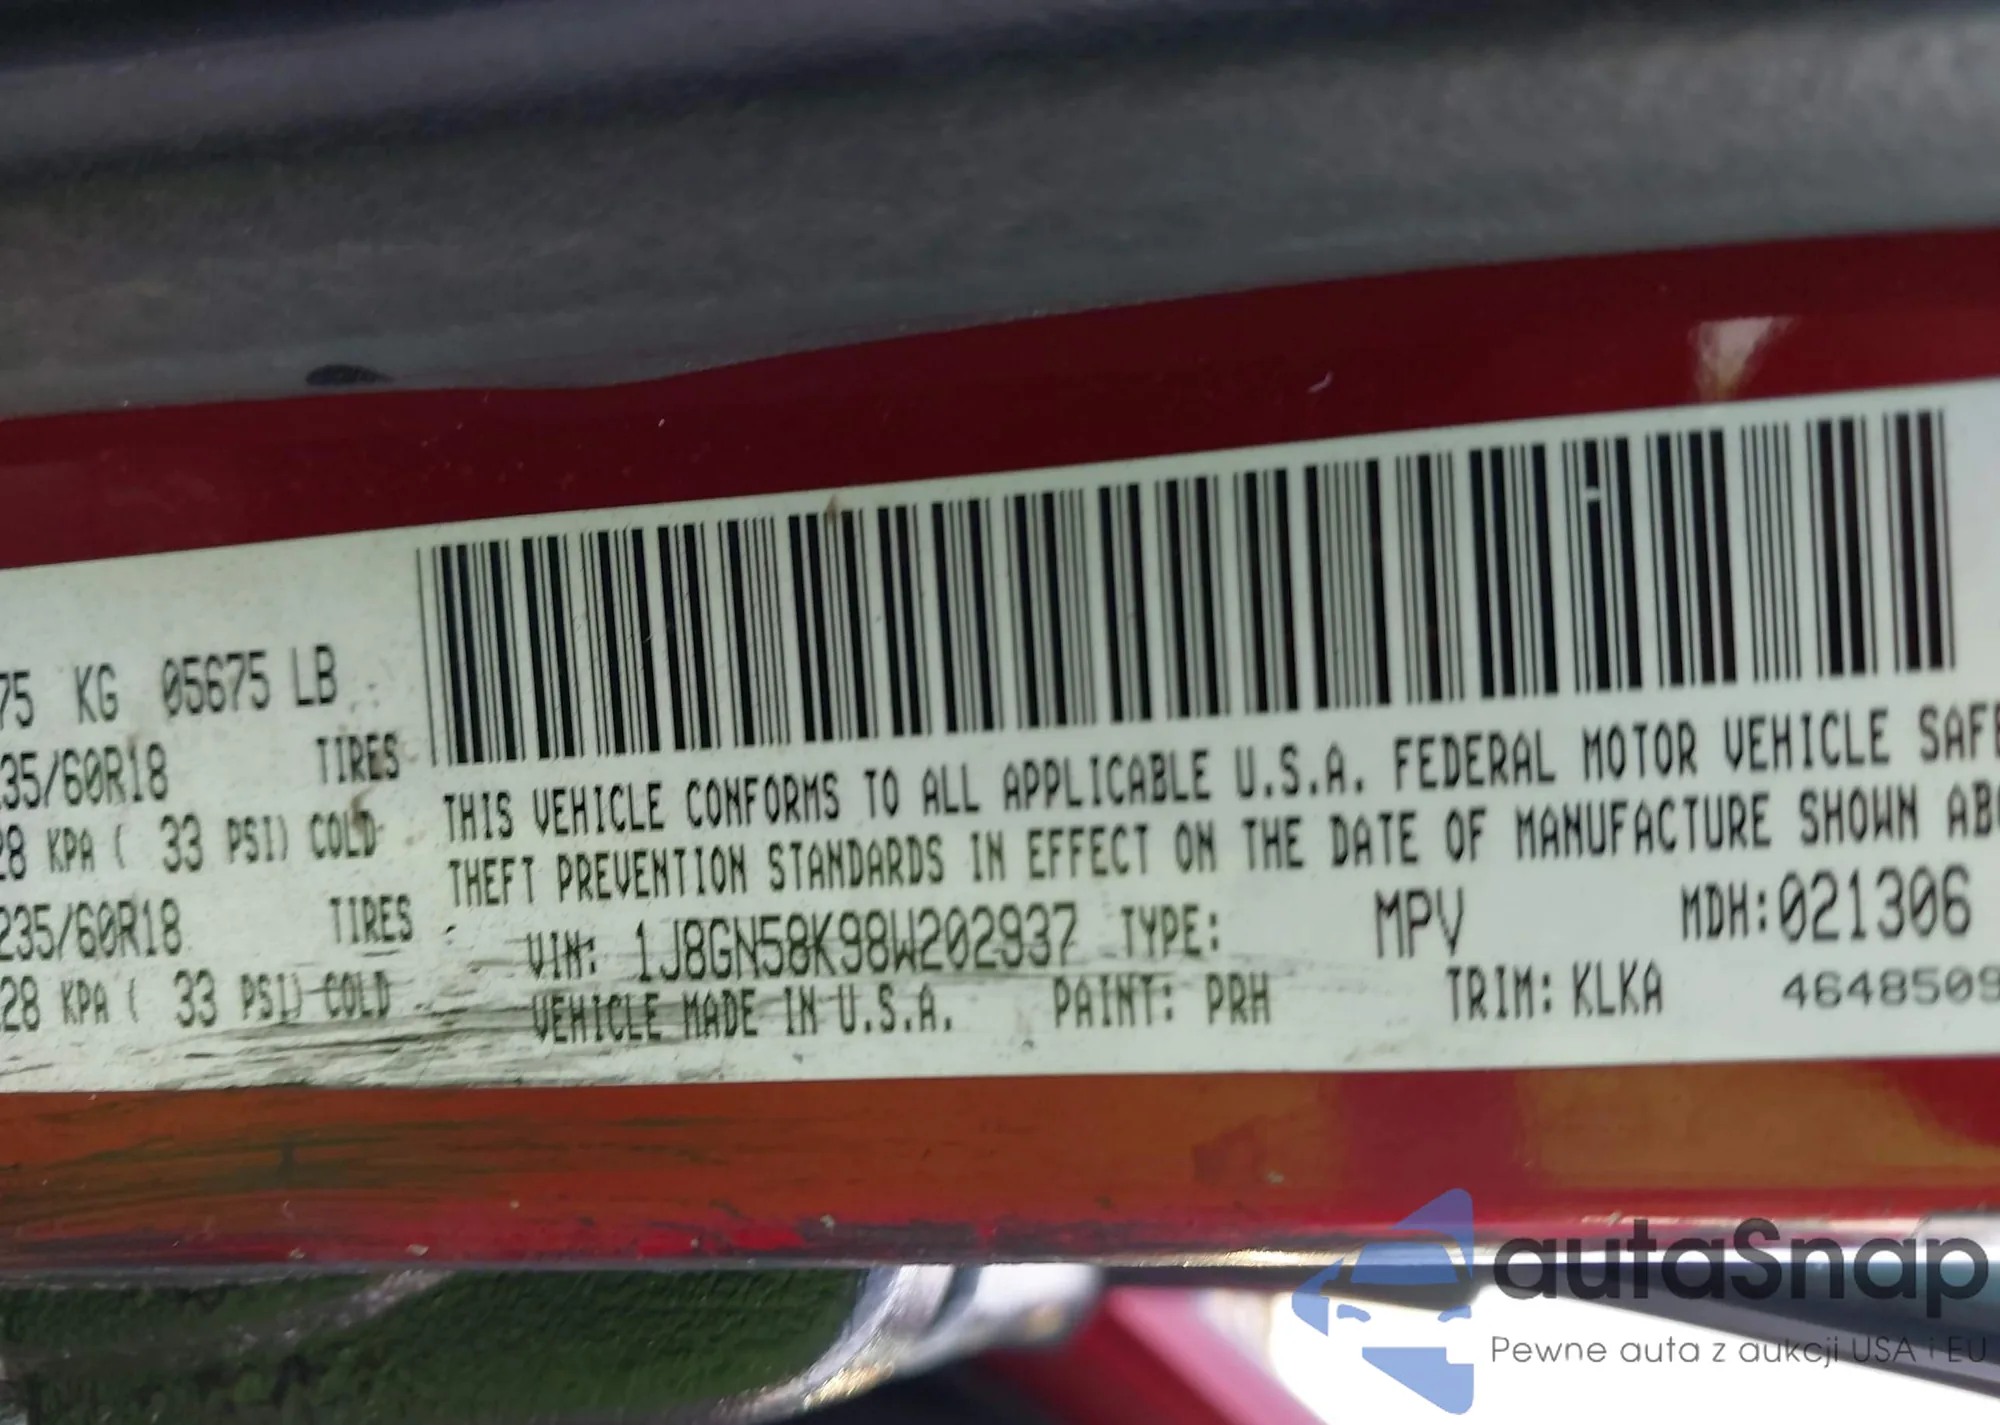 75 KG 05675 LB
35/60R18 TIRES
28 KPA ( 33 PSI) COLD
235/60R18 TIRES
28 KPA ( 33 PSI) COLD
THIS VEHICLE CONFORMS TO ALL APPLICABLE U.S.A. FEDERAL MOTOR VEHICLE SAFE
THEFT PREVENTION STANDARDS IN EFFECT ON THE DATE OF MANUFACTURE SHOWN ABO
VIN: 1J8GN58K98W202937 TYPE: MPV MDH:021306
VEHICLE MADE IN U.S.A. PAINT: PRH TRIM: KLKA 4648509
autaSnap
Pewne auta z aukcji USA i EU